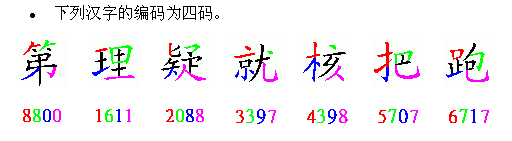 • 下列汉字的编码为四码。
第 理 疑 就 核 把 跑
8800 1611 2088 3397 4398 5707 6717